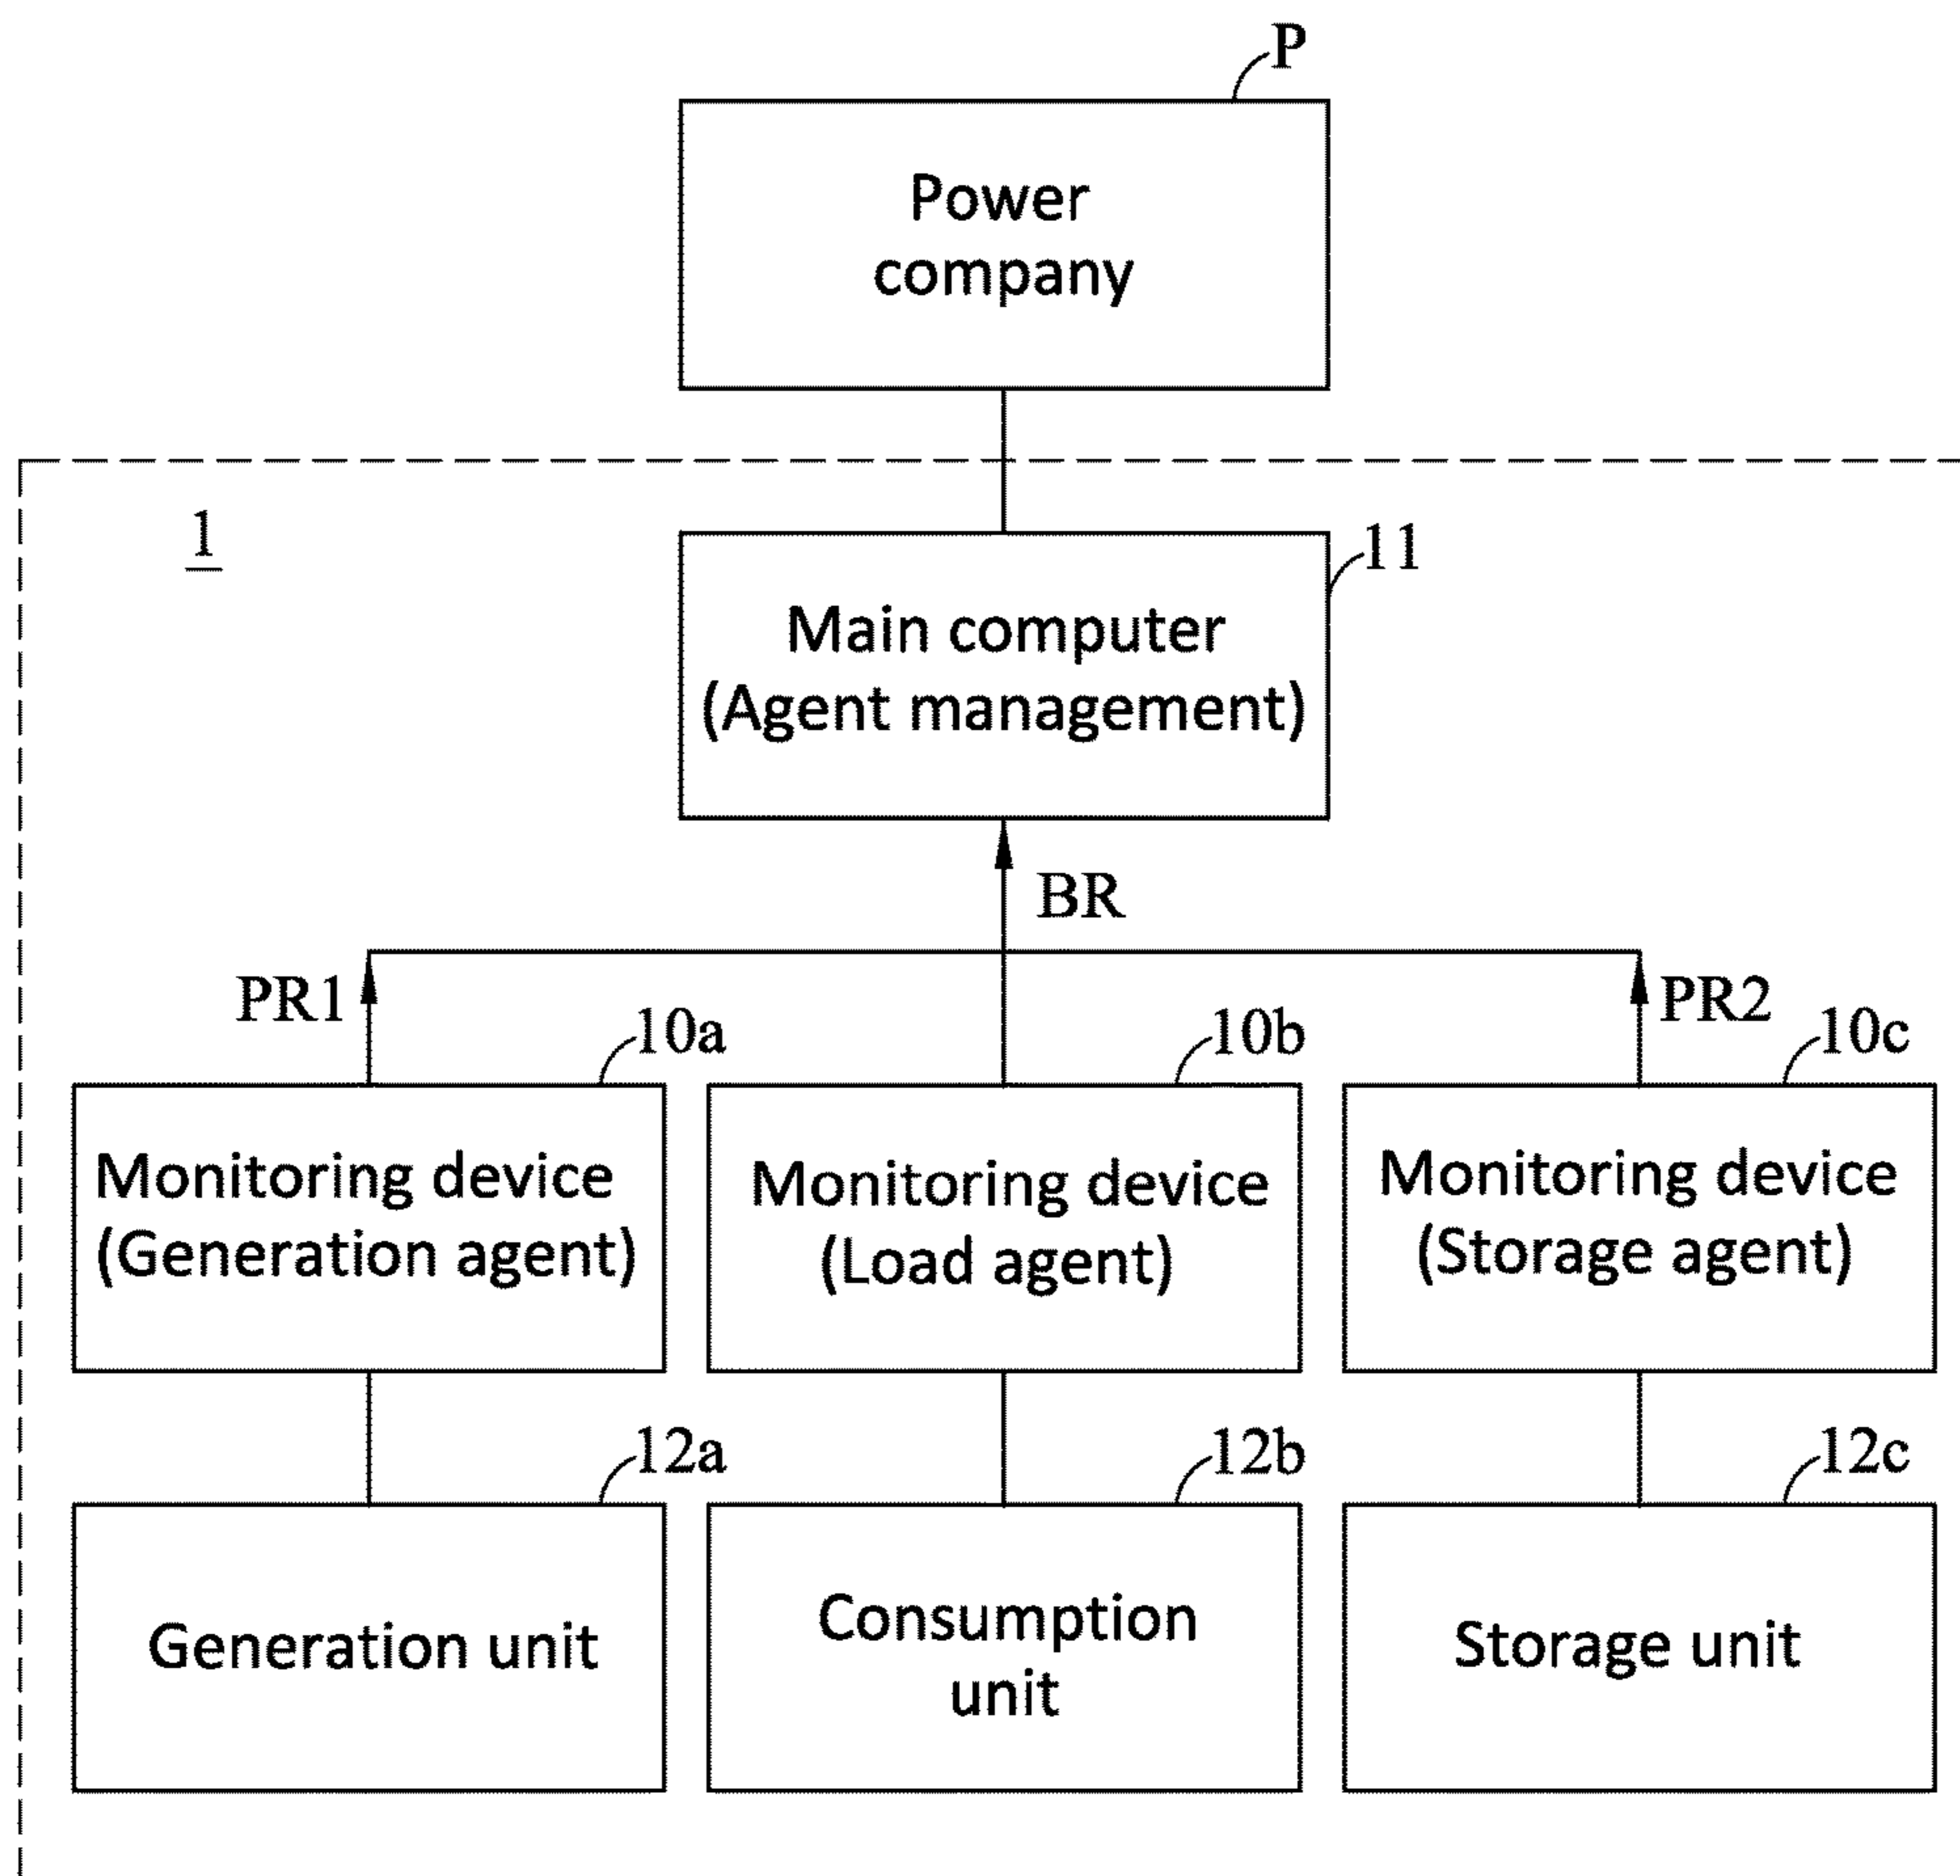 P
Power
company
1
11
Main computer
(Agent management)
BR
PR1
PR2
10a
10b
10c
Monitoring device
(Generation agent)
Monitoring device
(Load agent)
Monitoring device
(Storage agent)
12a
12b
12c
Generation unit
Consumption
unit
Storage unit